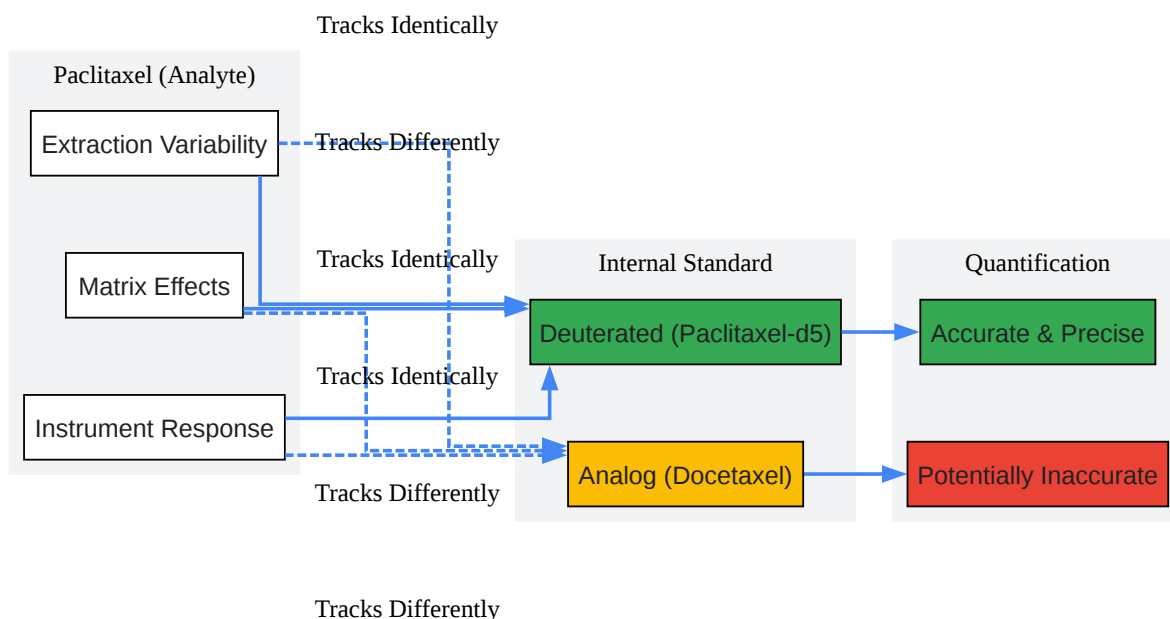 Tracks Identically
Paclitaxel (Analyte)
Extraction Variability
Tracks Differently
Tracks Identically
Internal Standard
Quantification
Matrix Effects
Deuterated (Paclitaxel-d5)
Accurate & Precise
Tracks Identically
Instrument Response
Analog (Docetaxel)
Potentially Inaccurate
Tracks Differently
Tracks Differently